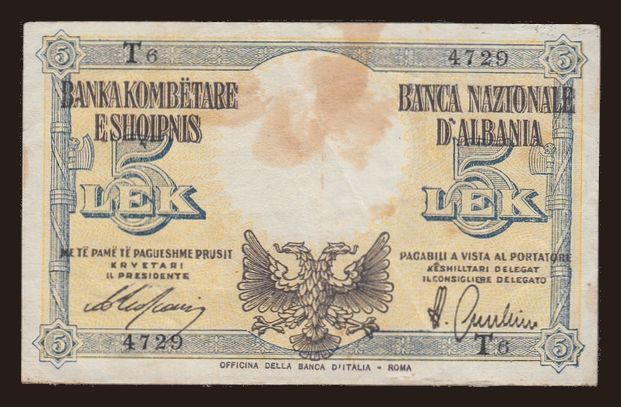 5 T6 4729 5
BANKA KOMBËTARE
E SHQIPNIS
BANCA NAZIONALE
D'ALBANIA
5
LEK
5
LEK
ME TË PAMË TË PAGUESHME PRUSIT
KRYETARI
IL PRESIDENTE
PAGABILI A VISTA AL PORTATORE
KËSHILLTARI DELEGAT
IL CONSIGLIERE DELEGATO
5 4729 T6 5
OFFICINA DELLA BANCA D'ITALIA - ROMA